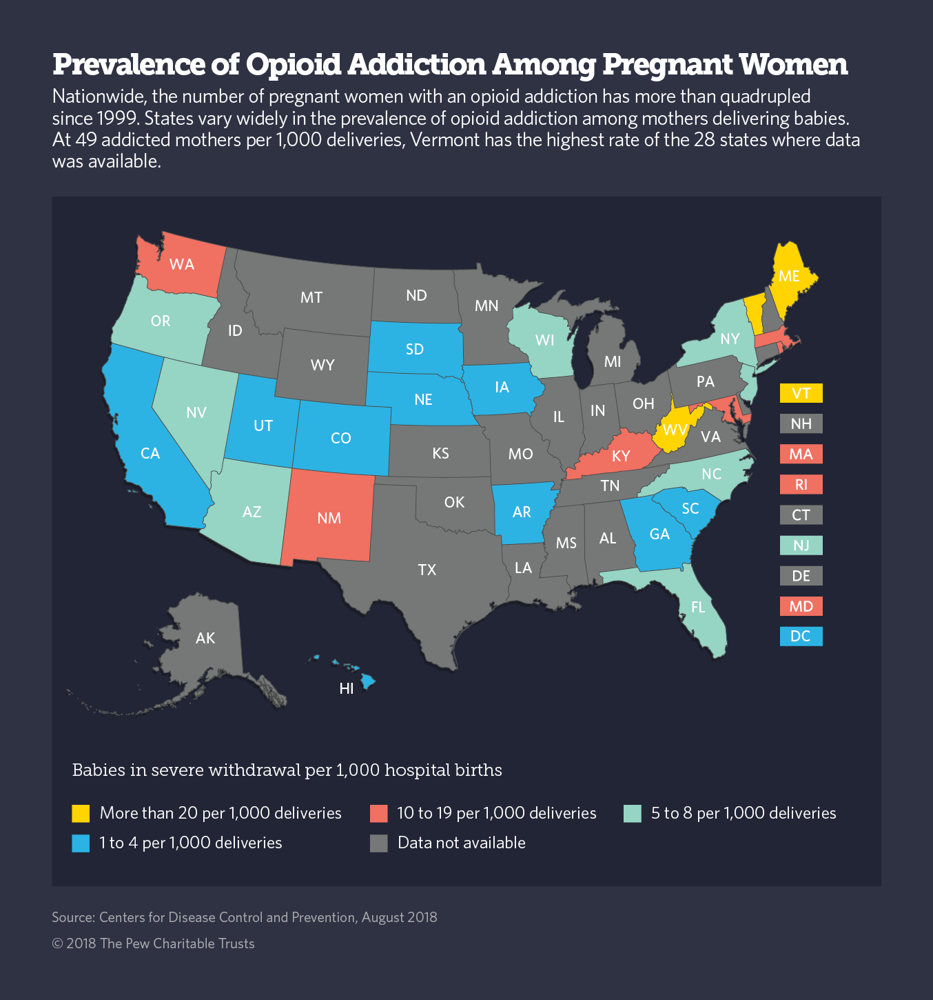 Prevalence of Opioid Addiction Among Pregnant Women
Nationwide, the number of pregnant women with an opioid addiction has more than quadrupled
since 1999. States vary widely in the prevalence of opioid addiction among mothers delivering babies.
At 49 addicted mothers per 1,000 deliveries, Vermont has the highest rate of the 28 states where data
was available.
WA
ME
MT
ND
MN
OR
ID
WI
NY
SD
WY
MI
PA
IA
NE
OH
NV
IN
IL
UT
WV
CO
VA
CA
KS
MO
KY
NC
TN
OK
AZ
NM
AR
SC
GA
AL
MS
TX
LA
FL
AK
HI
VT
NH
MA
RI
CT
NJ
DE
MD
DC
Babies in severe withdrawal per 1,000 hospital births
More than 20 per 1,000 deliveries
10 to 19 per 1,000 deliveries
5 to 8 per 1,000 deliveries
1 to 4 per 1,000 deliveries
Data not available
Source: Centers for Disease Control and Prevention, August 2018
© 2018 The Pew Charitable Trusts